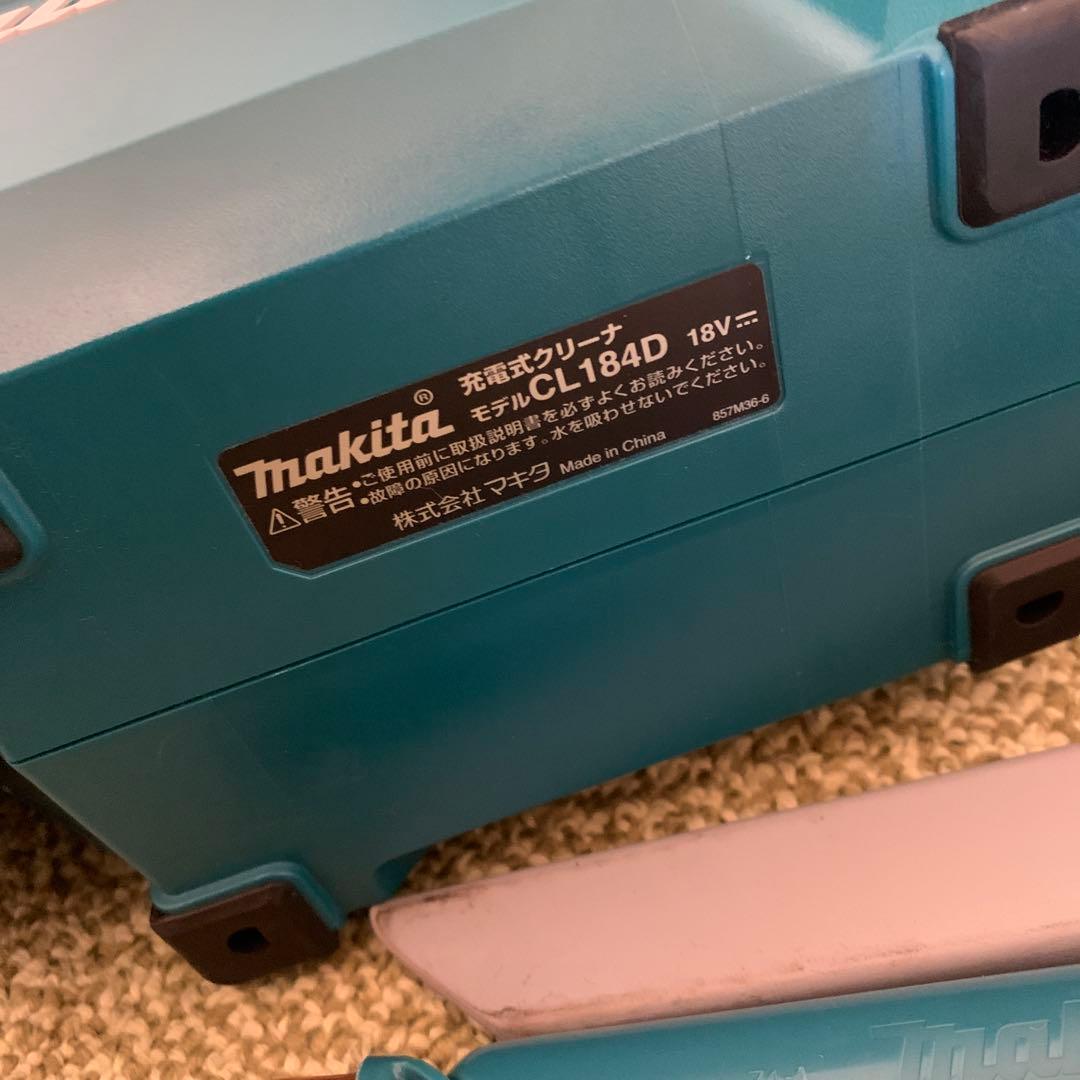 makita®
充電式クリーナ
モデルCL184D 18V
警告 •ご使用前に取扱説明書を必ずよくお読みください。
•故障の原因になります。水を吸わせないでください。
株式会社マキタ Made in China
857M36-6